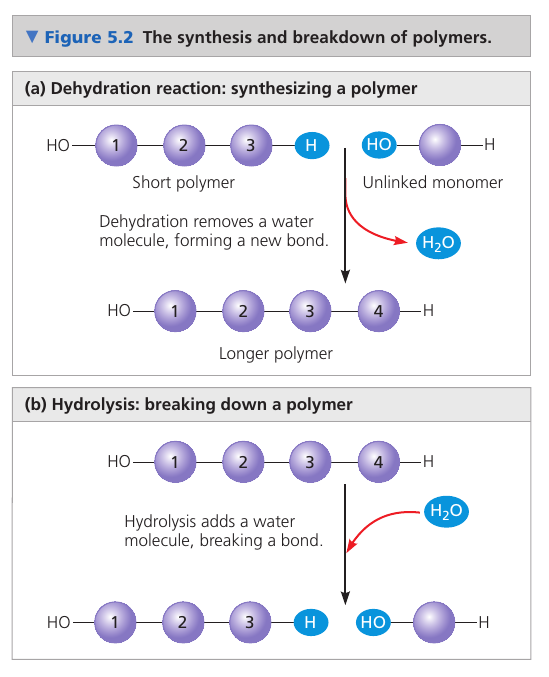 ▼ Figure 5.2 The synthesis and breakdown of polymers.
(a) Dehydration reaction: synthesizing a polymer
HO 1 2 3 H HO H
Short polymer Unlinked monomer
Dehydration removes a water
molecule, forming a new bond.
H₂O
HO 1 2 3 4 H
Longer polymer
(b) Hydrolysis: breaking down a polymer
HO 1 2 3 4 H
H₂O
Hydrolysis adds a water
molecule, breaking a bond.
HO 1 2 3 H HO H